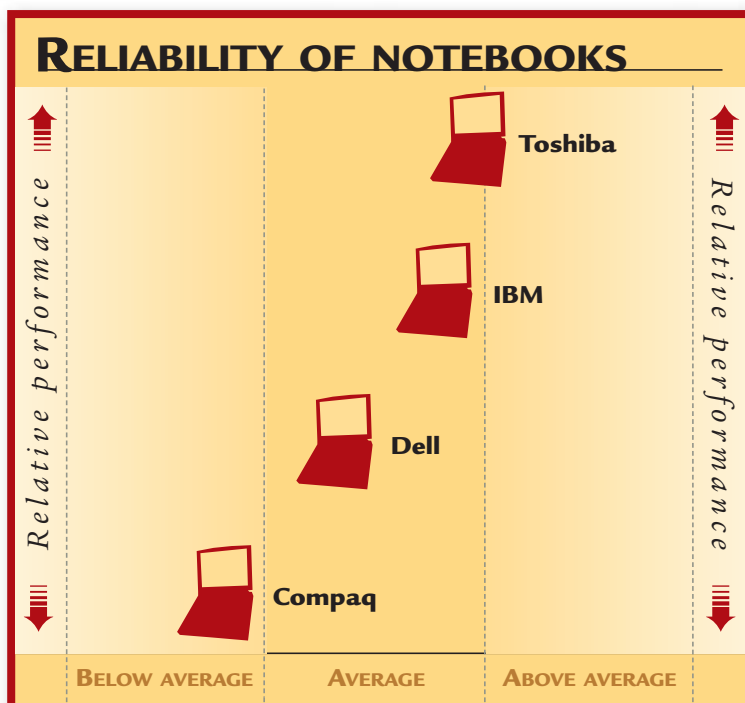 RELIABILITY OF NOTEBOOKS
Relative performance
Relative performance
Toshiba
IBM
Dell
Compaq
BELOW AVERAGE
AVERAGE
ABOVE AVERAGE